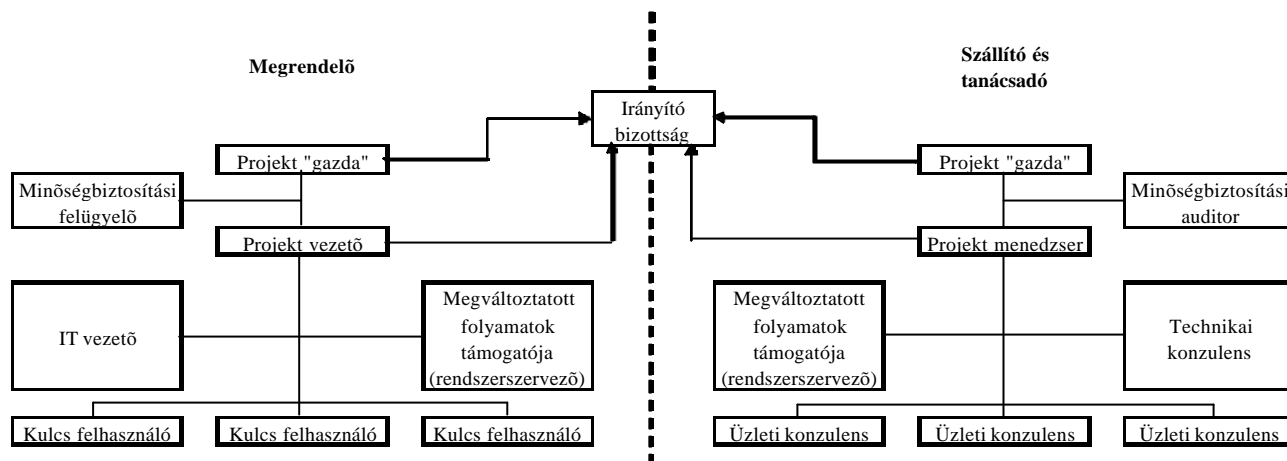 Megrendelõ
Szállító és
tanácsadó
Irányító
bizottság
Projekt "gazda"
Projekt "gazda"
Minõségbiztosítási
felügyelõ
Minõségbiztosítási
auditor
Projekt vezetõ
Projekt menedzser
IT vezetõ
Megváltoztatott
folyamatok
támogatója
(rendszerszervezõ)
Megváltoztatott
folyamatok
támogatója
(rendszerszervezõ)
Technikai
konzulens
Kulcs felhasználó
Kulcs felhasználó
Kulcs felhasználó
Üzleti konzulens
Üzleti konzulens
Üzleti konzulens